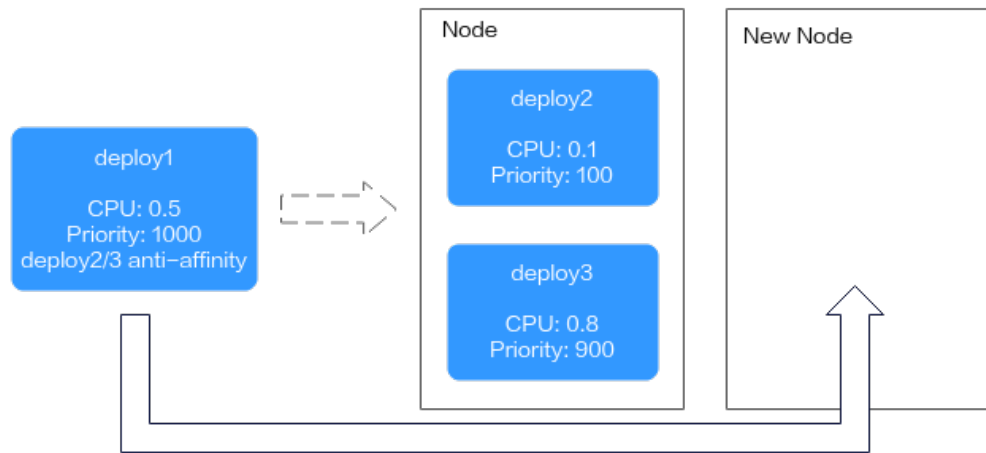 deploy1
CPU: 0.5
Priority: 1000
deploy2/3 anti−affinity
Node
deploy2
CPU: 0.1
Priority: 100
deploy3
CPU: 0.8
Priority: 900
New Node